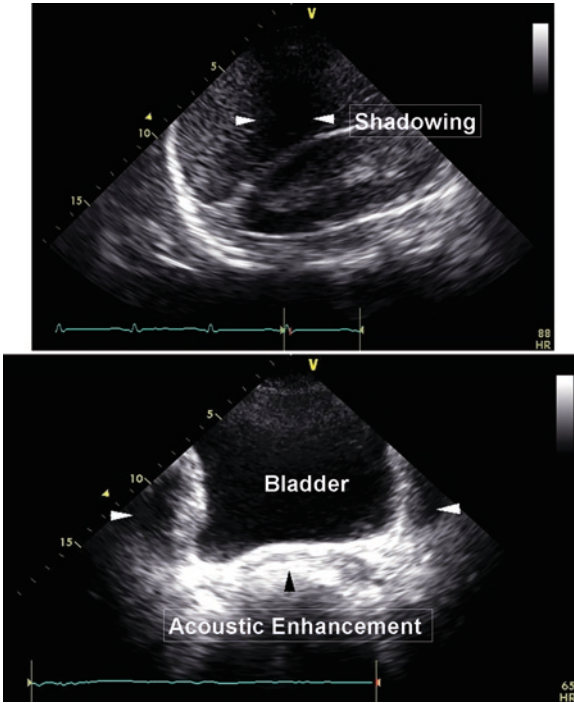 V
5
Shadowing
10
15
88
HR
V
5
10
Bladder
15
Acoustic Enhancement
65
HR